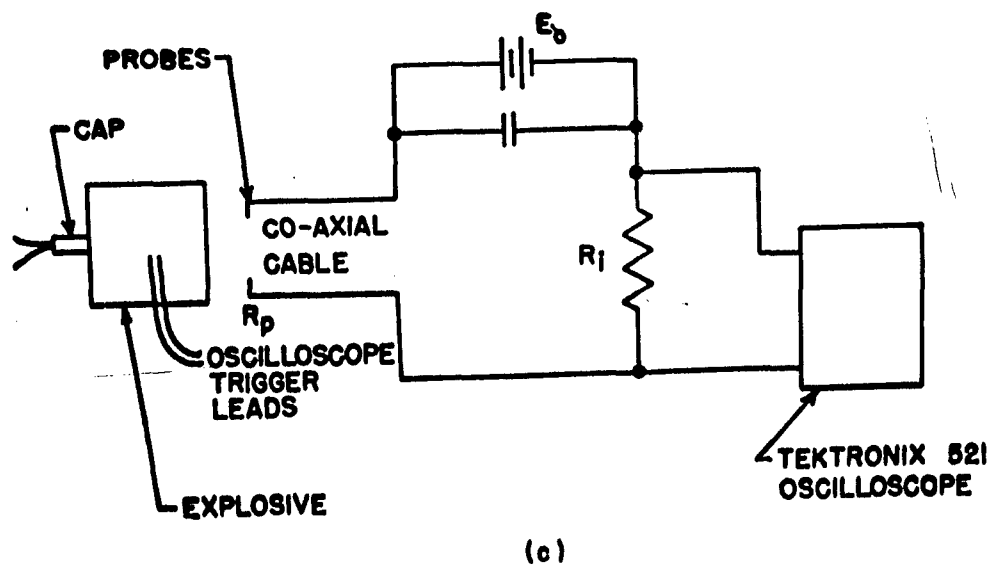 E₀
PROBES
CAP
CO-AXIAL
CABLE
R₁
Rₚ
OSCILLOSCOPE
TRIGGER
LEADS
TEKTRONIX 521
OSCILLOSCOPE
EXPLOSIVE
(c)